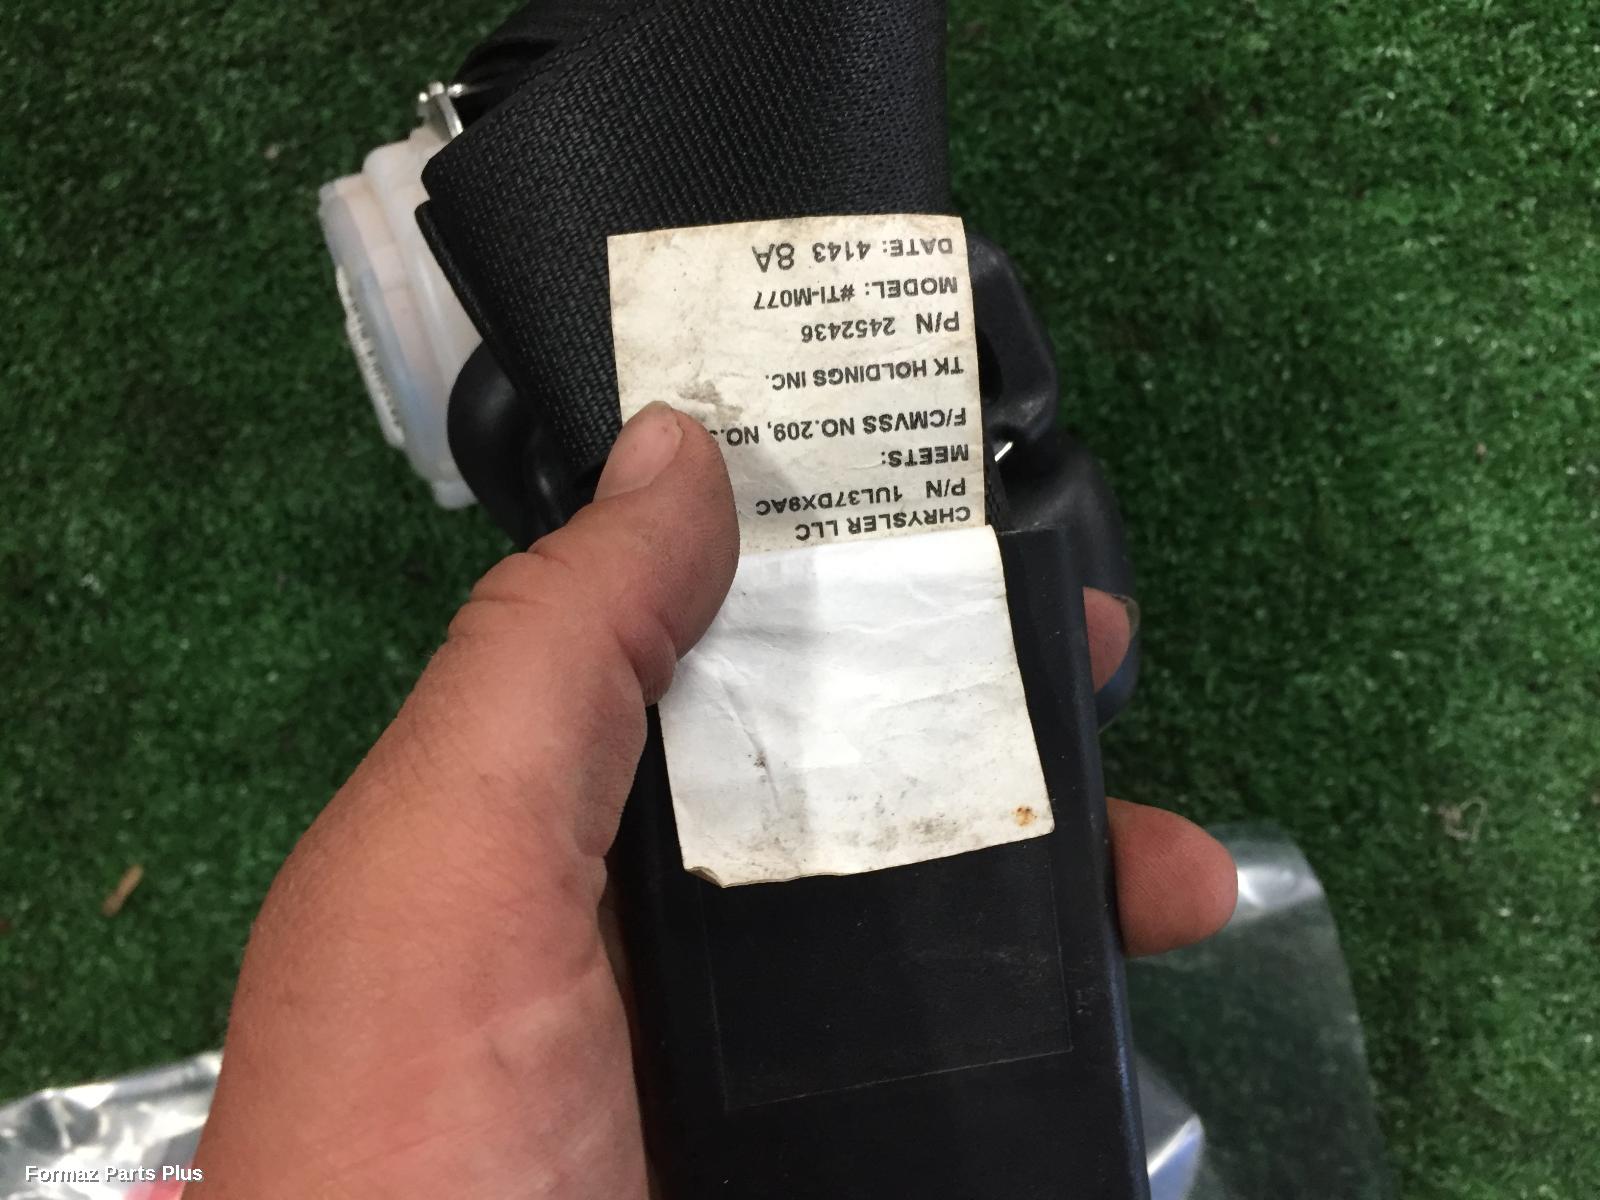 CHRYSLER LLC
P/N 1UL37DX9AC
MEETS:
F/CMVSS NO.209, NO.
TK HOLDINGS INC.
P/N 2452436
MODEL: #TI-M077
DATE: 4143 8A
Formaz Parts Plus